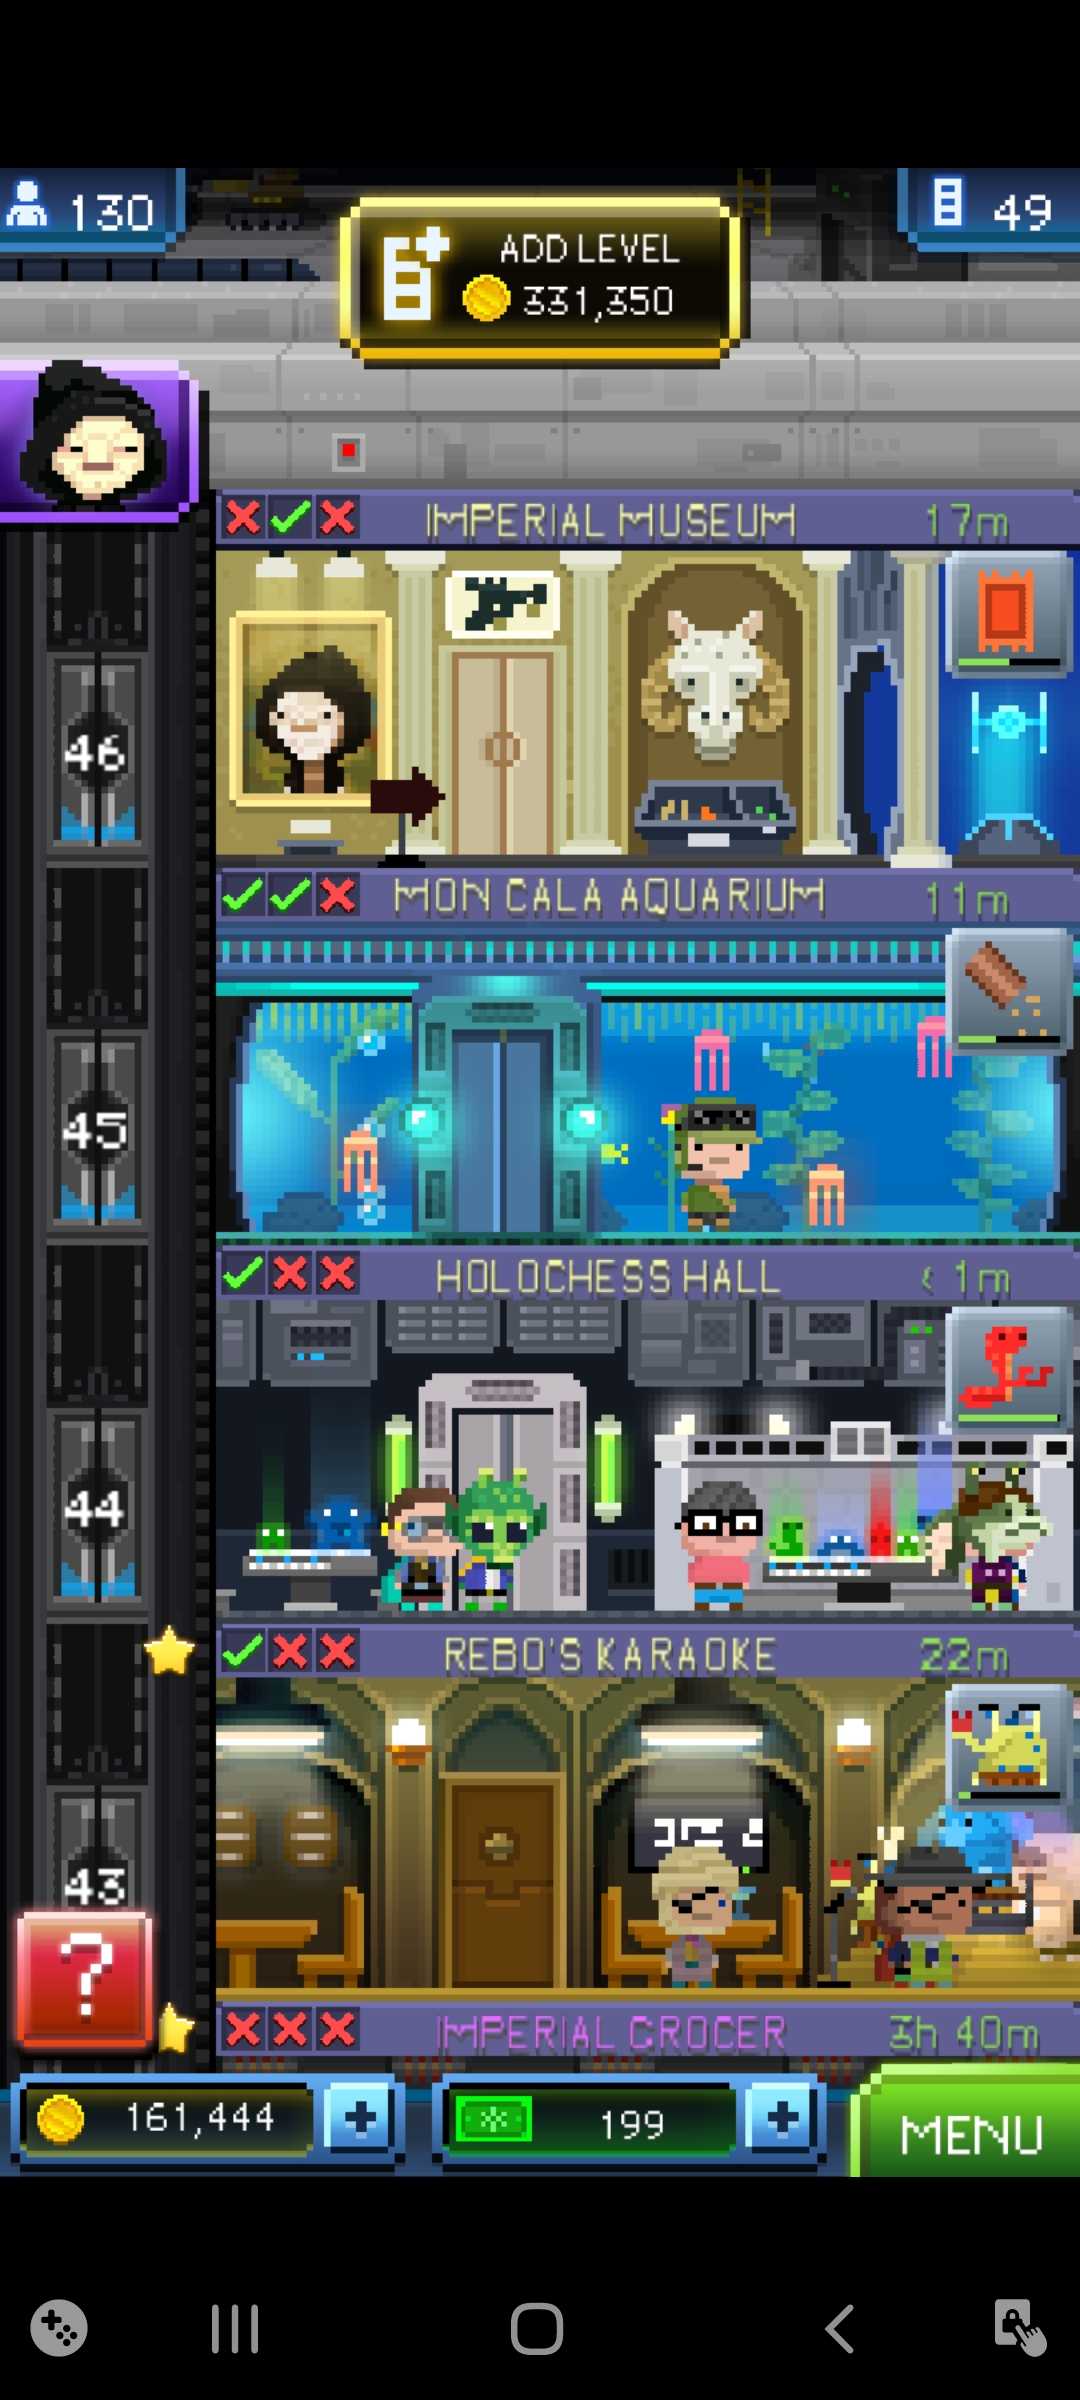 130
ADD LEVEL
331,350
49
IMPERIAL MUSEUM 17m
46
MON CALA AQUARIUM 11m
45
HOLOCHESS HALL < 1m
44
REBO'S KARAOKE 22m
43
?
IMPERIAL GROCER 3h 40m
161,444 +
199 +
MENU